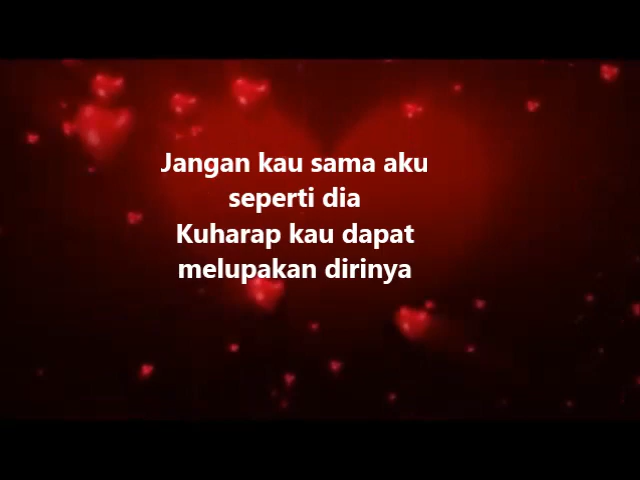 Jangan kau sama aku
seperti dia
Kuharap kau dapat
melupakan dirinya